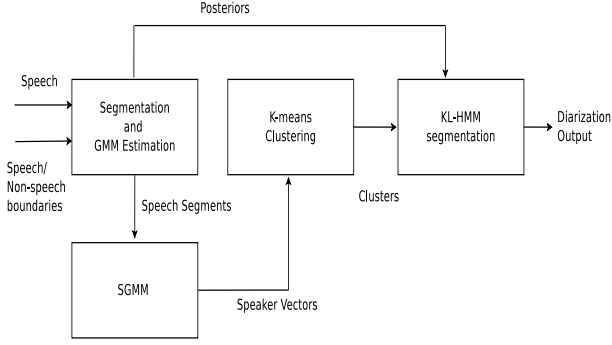 Posteriors
Speech
Segmentation
and
GMM Estimation
K-means
Clustering
KL-HMM
segmentation
Diarization
Output
Speech/
Non-speech
boundaries
Speech Segments
Clusters
SGMM
Speaker Vectors